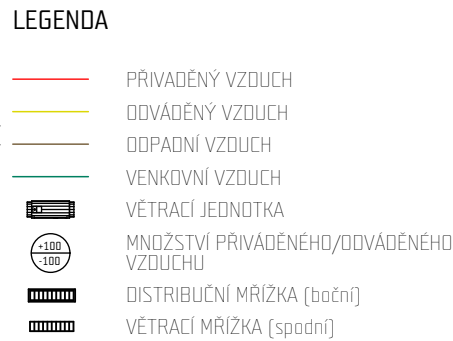 LEGENDA
PŘIVADĚNÝ VZDUCH
ODVÁDĚNÝ VZDUCH
ODPADNÍ VZDUCH
VENKOVNÍ VZDUCH
VĚTRACÍ JEDNOTKA
+100
-100
MNOŽSTVÍ PŘIVÁDĚNÉHO/ODVÁDĚNÉHO
VZDUCHU
DISTRIBUČNÍ MŘÍŽKA (boční)
VĚTRACÍ MŘÍŽKA (spodní)